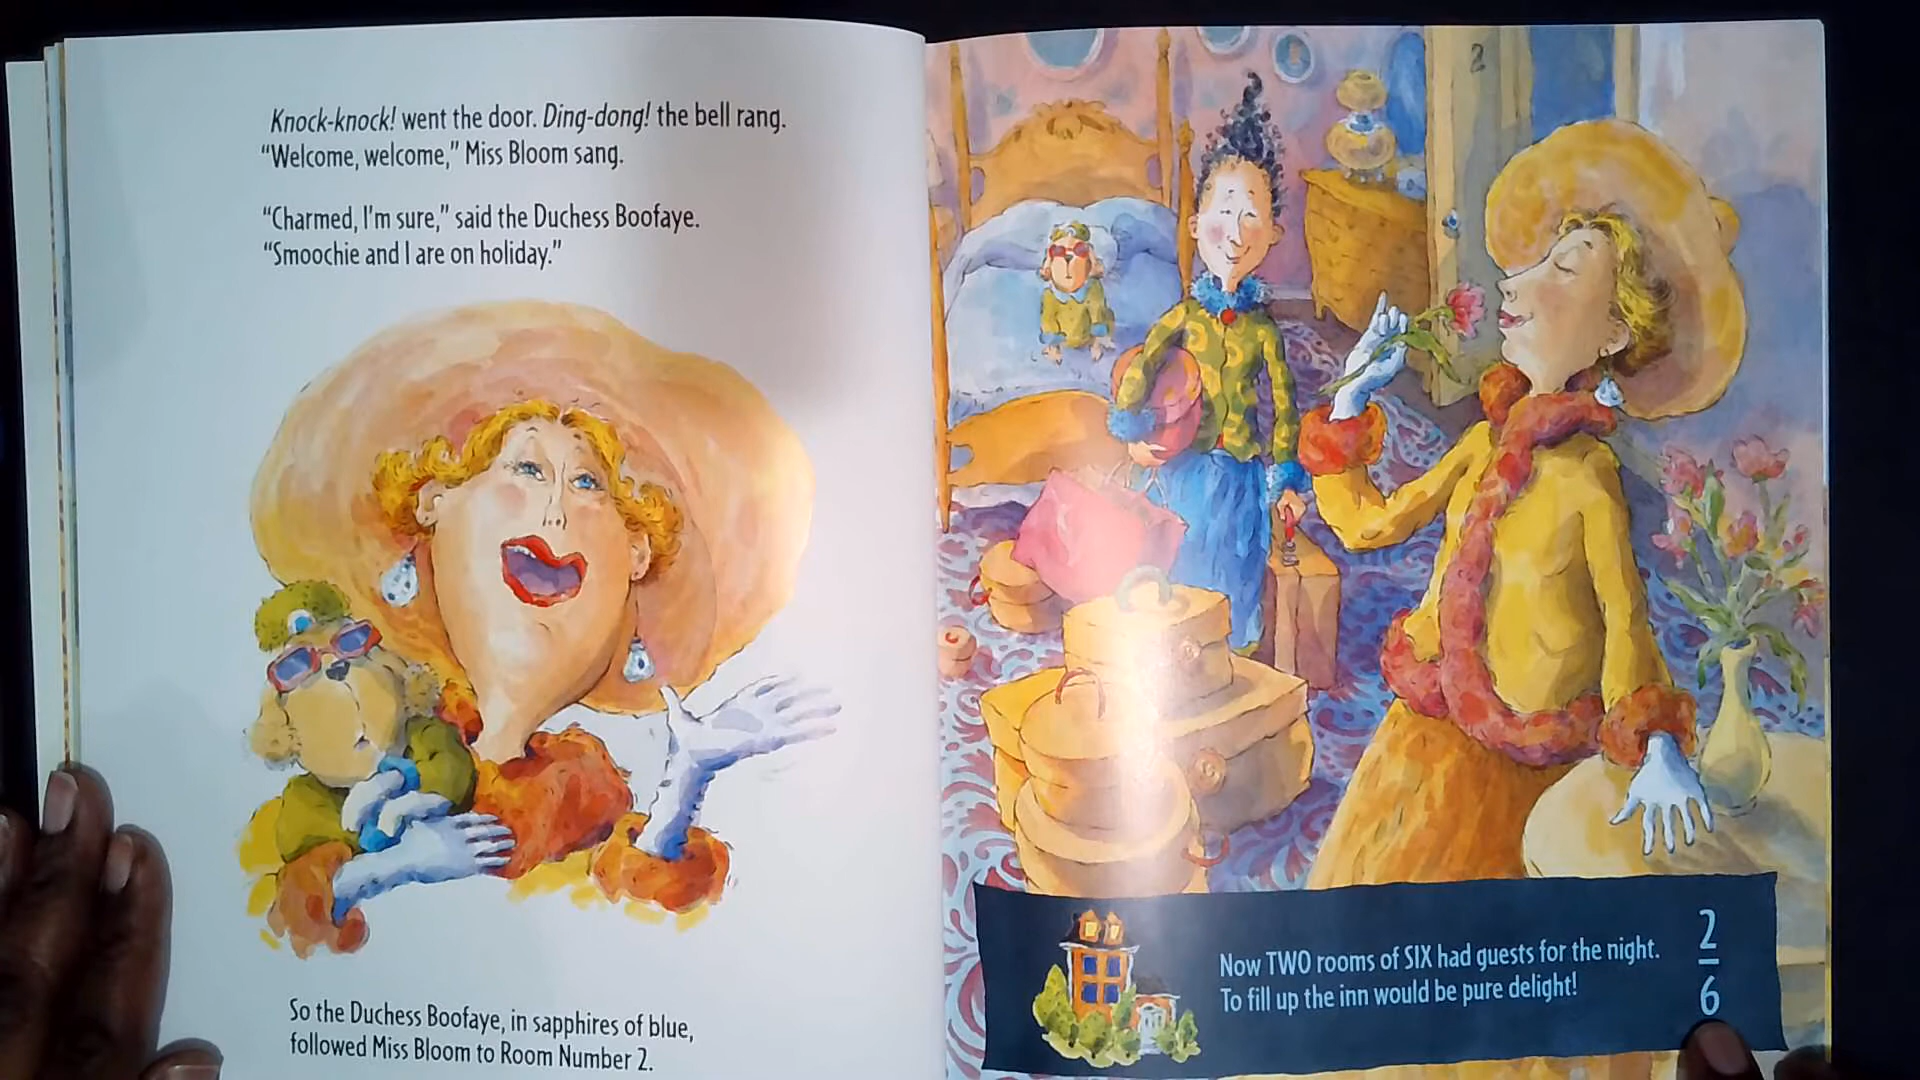 Knock-knock! went the door. Ding-dong! the bell rang.
“Welcome, welcome,” Miss Bloom sang.
“Charmed, I'm sure,” said the Duchess Boofaye.
“Smoochie and I are on holiday.”
So the Duchess Boofaye, in sapphires of blue,
followed Miss Bloom to Room Number 2.
2
Now TWO rooms of SIX had guests for the night.
To fill up the inn would be pure delight!
2
6